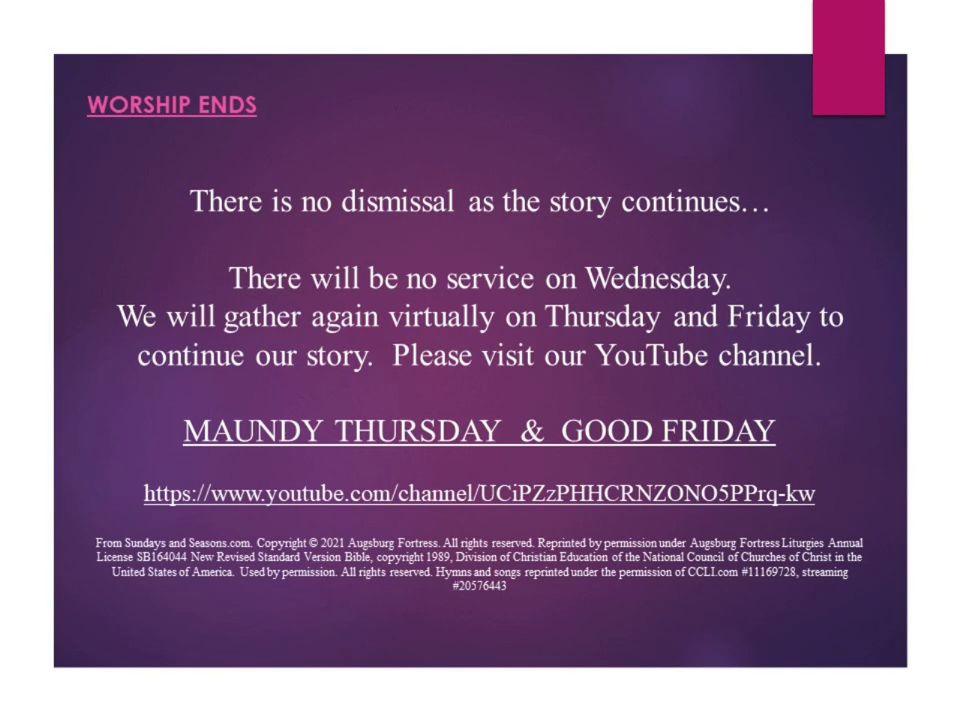 WORSHIP ENDS
There is no dismissal as the story continues…
There will be no service on Wednesday.
We will gather again virtually on Thursday and Friday to
continue our story.  Please visit our YouTube channel.
MAUNDY THURSDAY  &  GOOD FRIDAY
https://www.youtube.com/channel/UCiPZzPHHCRNZONO5PPrq-kw
From Sundays and Seasons.com. Copyright © 2021 Augsburg Fortress. All rights reserved. Reprinted by permission under Augsburg Fortress Liturgies Annual
License SB164044 New Revised Standard Version Bible, copyright 1989, Division of Christian Education of the National Council of Churches of Christ in the
United States of America. Used by permission. All rights reserved. Hymns and songs reprinted under the permission of CCLI.com #11169728, streaming
#20576443